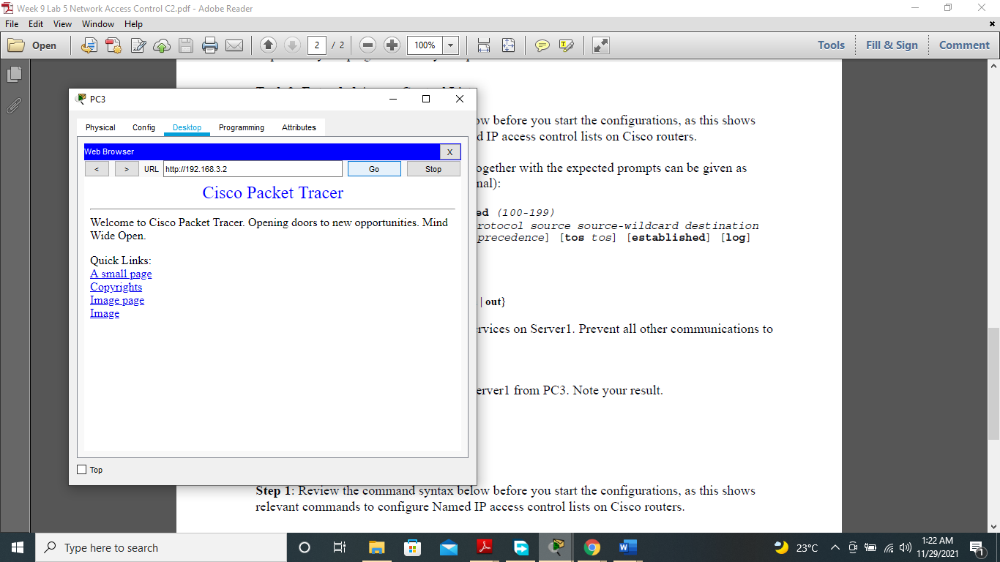 Week 9 Lab 5 Network Access Control C2.pdf - Adobe Reader
File Edit View Window Help
Open 2 / 2 100% Tools Fill & Sign Comment
PC3
Physical Config Desktop Programming Attributes
Web Browser X
< > URL http://192.168.3.2 Go Stop
Cisco Packet Tracer
Welcome to Cisco Packet Tracer. Opening doors to new opportunities. Mind
Wide Open.
Quick Links:
A small page
Copyrights
Image page
Image
Top
before you start the configurations, as this shows
IP access control lists on Cisco routers.
together with the expected prompts can be given as
(100-199)
source source-wildcard destination
precedence] [tos tos] [established] [log]
| out}
on Server1. Prevent all other communications to
from PC3. Note your result.
Step 1: Review the command syntax below before you start the configurations, as this shows
relevant commands to configure Named IP access control lists on Cisco routers.
Type here to search
23°C
1:22 AM
11/29/2021
1